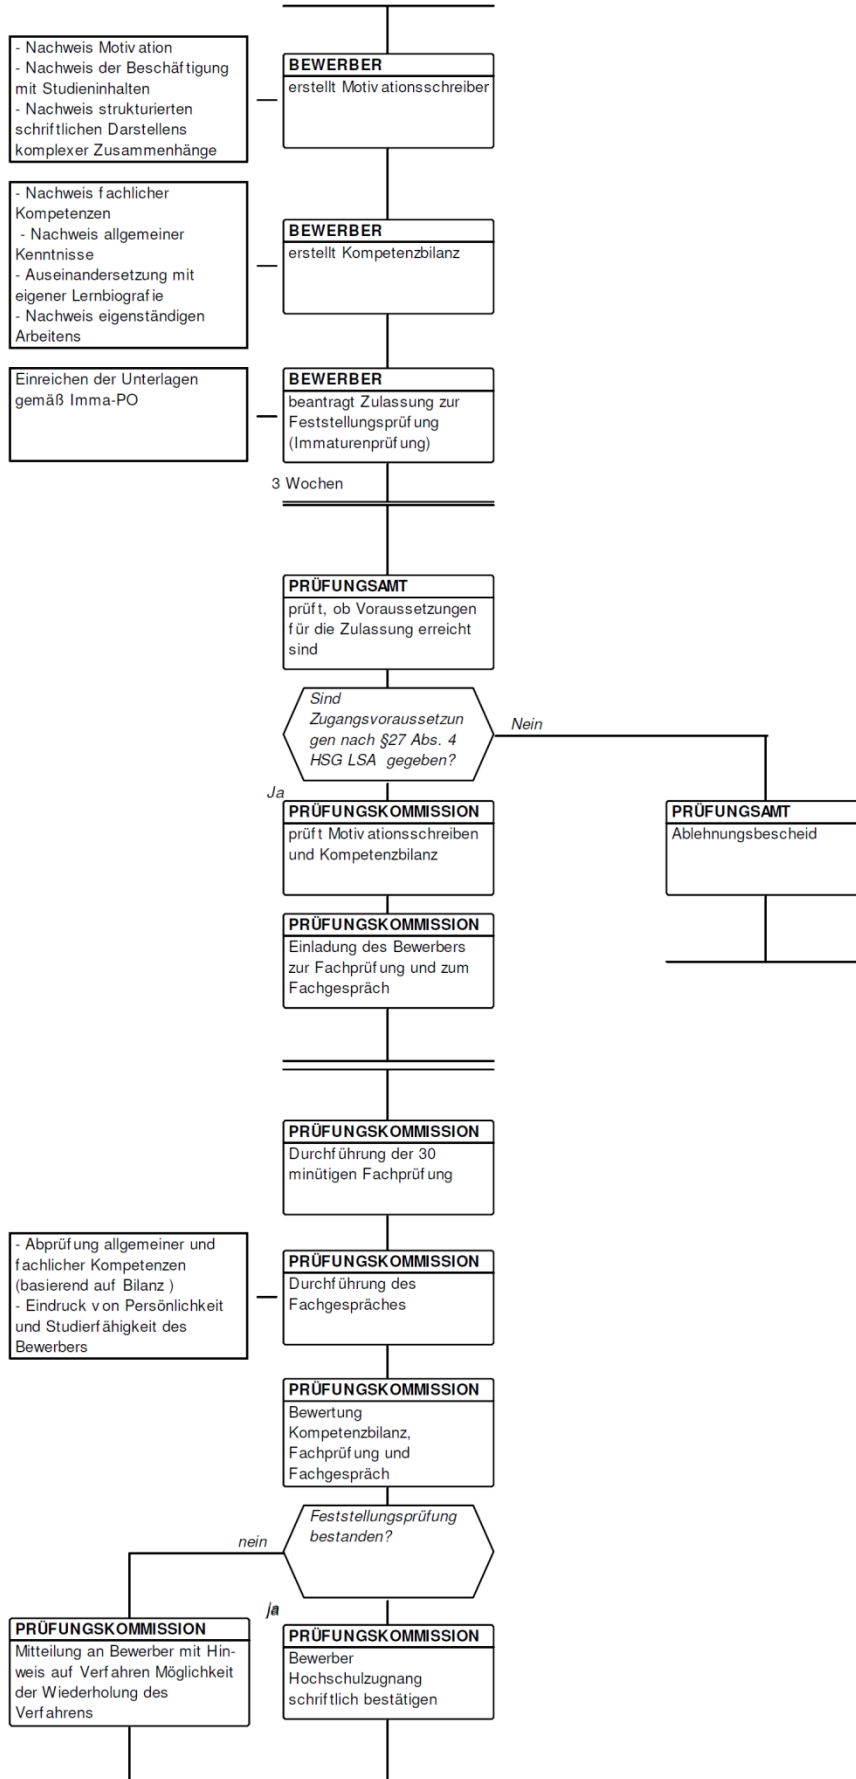 - Nachweis Motivation
- Nachweis der Beschäftigung
mit Studieninhalten
- Nachweis strukturierten
schriftlichen Darstellens
komplexer Zusammenhänge
BEWERBER
erstellt Motivationsschreiber
- Nachweis fachlicher
Kompetenzen
- Nachweis allgemeiner
Kenntnisse
- Auseinandersetzung mit
eigener Lernbiografie
- Nachweis eigenständigen
Arbeitens
BEWERBER
erstellt Kompetenzbilanz
Einreichen der Unterlagen
gemäß Imma-PO
BEWERBER
beantragt Zulassung zur
Feststellungsprüfung
(Immaturenprüfung)
3 Wochen
PRÜFUNGSAMT
prüft, ob Voraussetzungen
für die Zulassung erreicht
sind
Sind
Zugangsvoraussetzun
gen nach §27 Abs. 4
HSG LSA gegeben?
Nein
Ja
PRÜFUNGSKOMMISSION
prüft Motivationsschreiben
und Kompetenzbilanz
PRÜFUNGSAMT
Ablehnungsbescheid
PRÜFUNGSKOMMISSION
Einladung des Bewerbers
zur Fachprüfung und zum
Fachgespräch
PRÜFUNGSKOMMISSION
Durchführung der 30
minütigen Fachprüfung
- Abprüfung allgemeiner und
fachlicher Kompetenzen
(basierend auf Bilanz )
- Eindruck von Persönlichkeit
und Studierfähigkeit des
Bewerbers
PRÜFUNGSKOMMISSION
Durchführung des
Fachgespräches
PRÜFUNGSKOMMISSION
Bewertung
Kompetenzbilanz,
Fachprüfung und
Fachgespräch
Feststellungsprüfung
bestanden?
nein
ja
PRÜFUNGSKOMMISSION
Mitteilung an Bewerber mit Hin-
weis auf Verfahren Möglichkeit
der Wiederholung des
Verfahrens
PRÜFUNGSKOMMISSION
Bewerber
Hochschulzugnang
schriftlich bestätigen